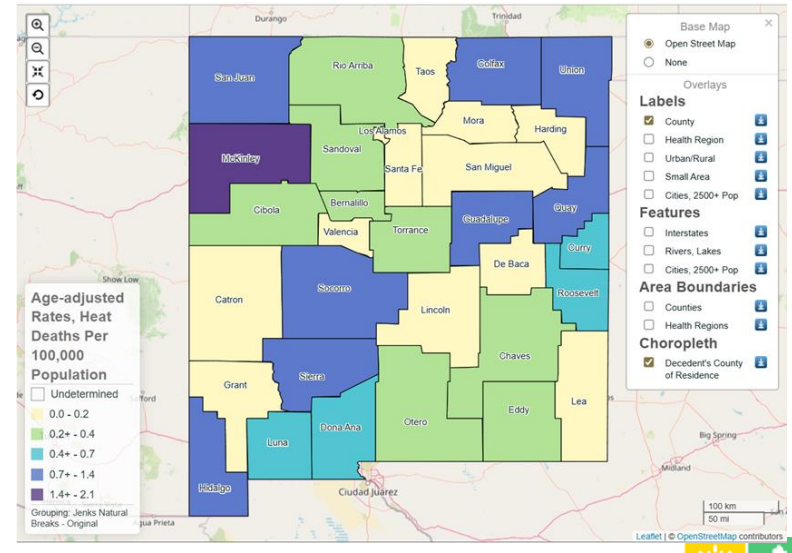 Durango
Trinidad
San Juan
Rio Arriba
Taos
Colfax
Union
Mora
Harding
Los Alamos
McKinley
Sandoval
Santa Fe
San Miguel
Quay
Cibola
Bernalillo
Guadalupe
Valencia
Torrance
Curry
De Baca
Roosevelt
Show Low
Catron
Socorro
Lincoln
Chaves
Sierra
Grant
Lea
Eddy
Otero
Dona Ana
Luna
Hidalgo
Big Spring
Midland
Ciudad Juárez
Agua Prieta
Base Map
×
Open Street Map
None
Overlays
Labels
County
Health Region
Urban/Rural
Small Area
Cities, 2500+ Pop
Features
Interstates
Rivers, Lakes
Cities, 2500+ Pop
Area Boundaries
Counties
Health Regions
Choropleth
Decedent's County
of Residence
Age-adjusted
Rates, Heat
Deaths Per
100,000
Population
Undetermined
0.0 - 0.2
0.2+ - 0.4
0.4+ - 0.7
0.7+ - 1.4
1.4+ - 2.1
Grouping: Jenks Natural
Breaks - Original
100 km
50 mi
Leaflet | © OpenStreetMap contributors